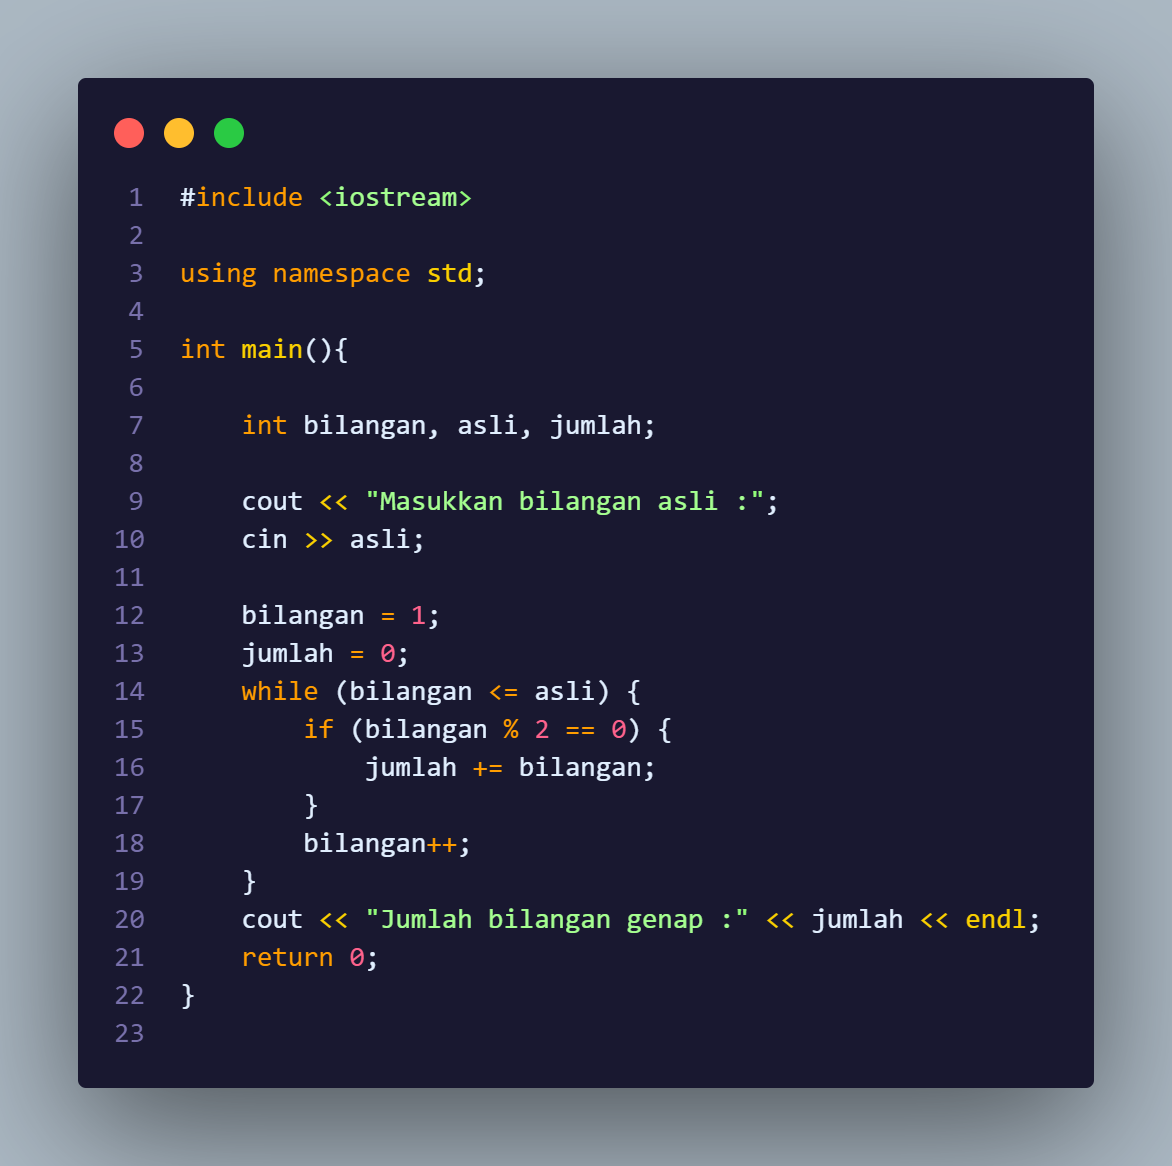 1 #include <iostream>
2
3 using namespace std;
4
5 int main(){
6
7     int bilangan, asli, jumlah;
8
9     cout << "Masukkan bilangan asli :";
10     cin >> asli;
11
12     bilangan = 1;
13     jumlah = 0;
14     while (bilangan <= asli) {
15         if (bilangan % 2 == 0) {
16             jumlah += bilangan;
17         }
18         bilangan++;
19     }
20     cout << "Jumlah bilangan genap :" << jumlah << endl;
21     return 0;
22 }
23